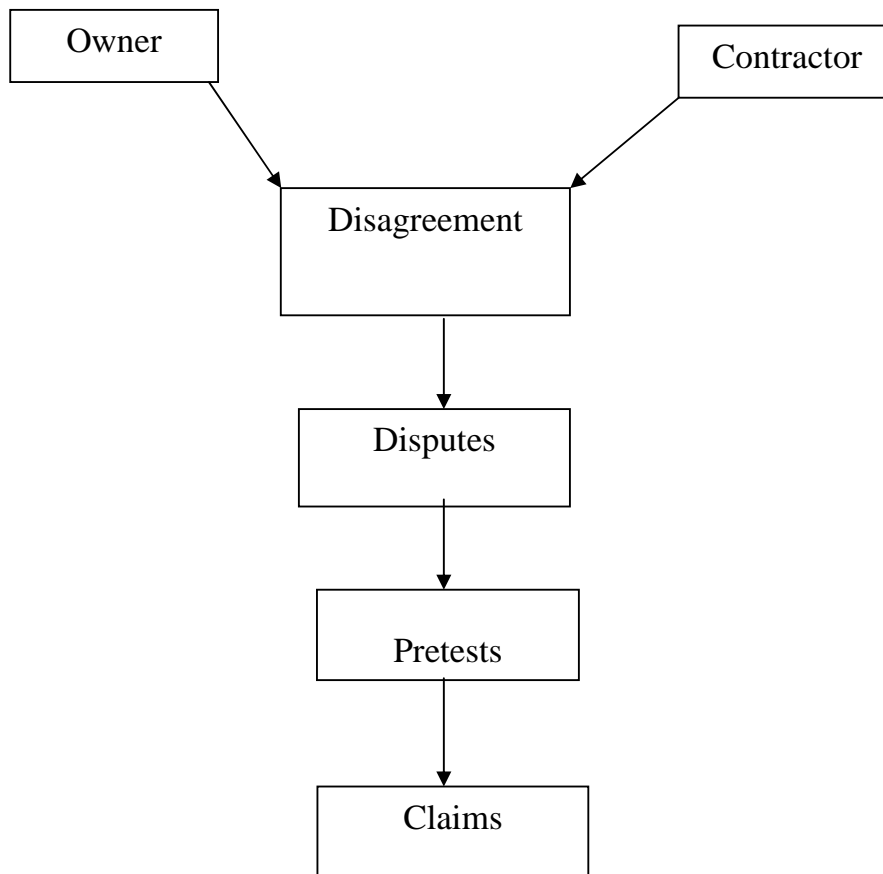 Owner
Contractor
Disagreement
Disputes
Pretests
Claims